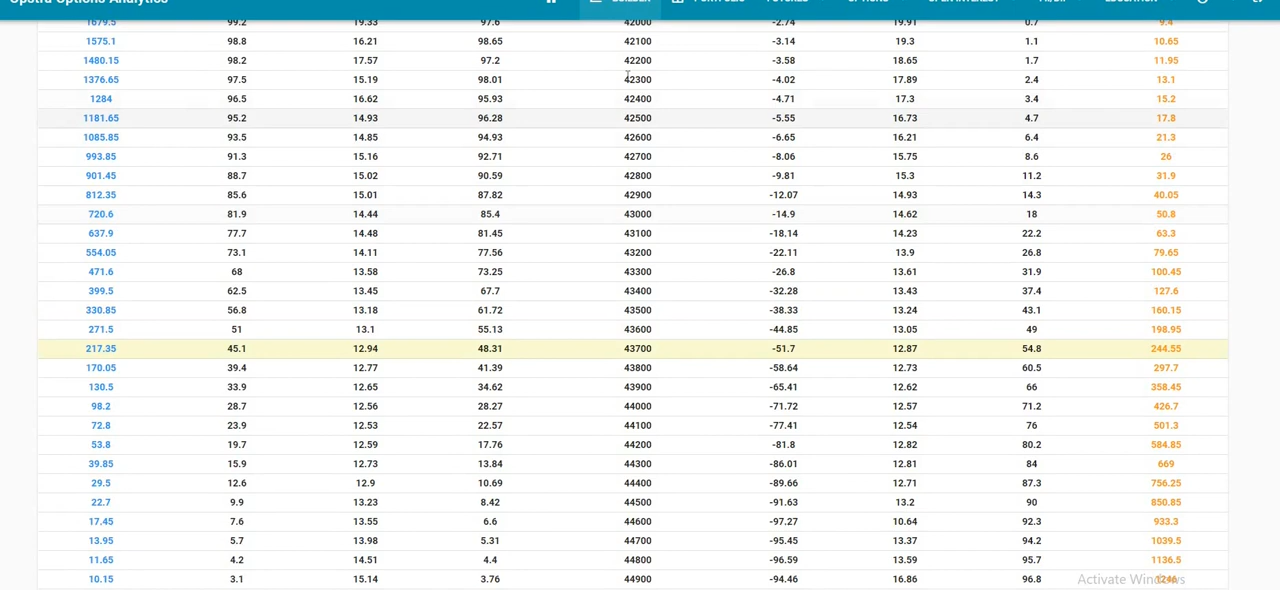 Opstra Options Analytics BUILDER PORTFOLIO FUTURES OPTIONS OPEN INTEREST EDUCATION
1679.5 99.2 19.33 97.6 42000 -2.74 19.91 0.7 9.4
1575.1 98.8 16.21 98.65 42100 -3.14 19.3 1.1 10.65
1480.15 98.2 17.57 97.2 42200 -3.58 18.65 1.7 11.95
1376.65 97.5 15.19 98.01 42300 -4.02 17.89 2.4 13.1
1284 96.5 16.62 95.93 42400 -4.71 17.3 3.4 15.2
1181.65 95.2 14.93 96.28 42500 -5.55 16.73 4.7 17.8
1085.85 93.5 14.85 94.93 42600 -6.65 16.21 6.4 21.3
993.85 91.3 15.16 92.71 42700 -8.06 15.75 8.6 26
901.45 88.7 15.02 90.59 42800 -9.81 15.3 11.2 31.9
812.35 85.6 15.01 87.82 42900 -12.07 14.93 14.3 40.05
720.6 81.9 14.44 85.4 43000 -14.9 14.62 18 50.8
637.9 77.7 14.48 81.45 43100 -18.14 14.23 22.2 63.3
554.05 73.1 14.11 77.56 43200 -22.11 13.9 26.8 79.65
471.6 68 13.58 73.25 43300 -26.8 13.61 31.9 100.45
399.5 62.5 13.45 67.7 43400 -32.28 13.43 37.4 127.6
330.85 56.8 13.18 61.72 43500 -38.33 13.24 43.1 160.15
271.5 51 13.1 55.13 43600 -44.85 13.05 49 198.95
217.35 45.1 12.94 48.31 43700 -51.7 12.87 54.8 244.55
170.05 39.4 12.77 41.39 43800 -58.64 12.73 60.5 297.7
130.5 33.9 12.65 34.62 43900 -65.41 12.62 66 358.45
98.2 28.7 12.56 28.27 44000 -71.72 12.57 71.2 426.7
72.8 23.9 12.53 22.57 44100 -77.41 12.54 76 501.3
53.8 19.7 12.59 17.76 44200 -81.8 12.82 80.2 584.85
39.85 15.9 12.73 13.84 44300 -86.01 12.81 84 669
29.5 12.6 12.9 10.69 44400 -89.66 12.71 87.3 756.25
22.7 9.9 13.23 8.42 44500 -91.63 13.2 90 850.85
17.45 7.6 13.55 6.6 44600 -97.27 10.64 92.3 933.3
13.95 5.7 13.98 5.31 44700 -95.45 13.37 94.2 1039.5
11.65 4.2 14.51 4.4 44800 -96.59 13.59 95.7 1136.5
10.15 3.1 15.14 3.76 44900 -94.46 16.86 96.8 1246
Activate Windows